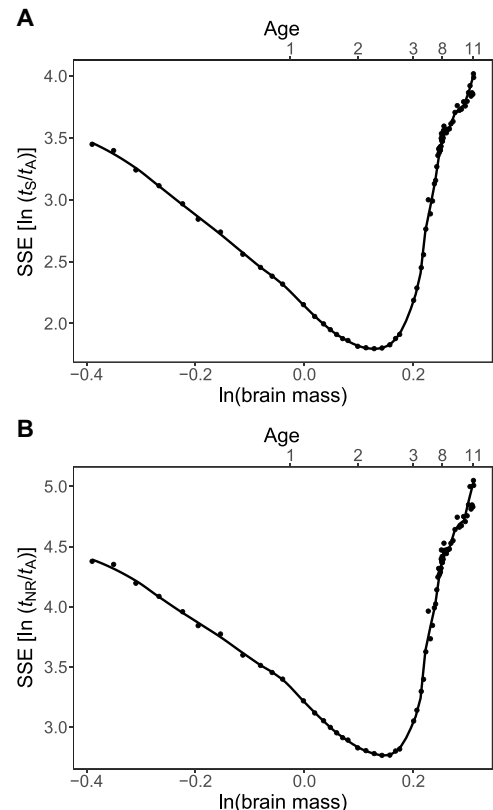 A
Age
1 2 3 8 11
4.0
3.5
3.0
2.5
2.0
SSE [ln (tS/tA)]
−0.4 −0.2 0.0 0.2
ln(brain mass)
B
Age
1 2 3 8 11
5.0
4.5
4.0
3.5
3.0
SSE [ln (tNR/tA)]
−0.4 −0.2 0.0 0.2
ln(brain mass)